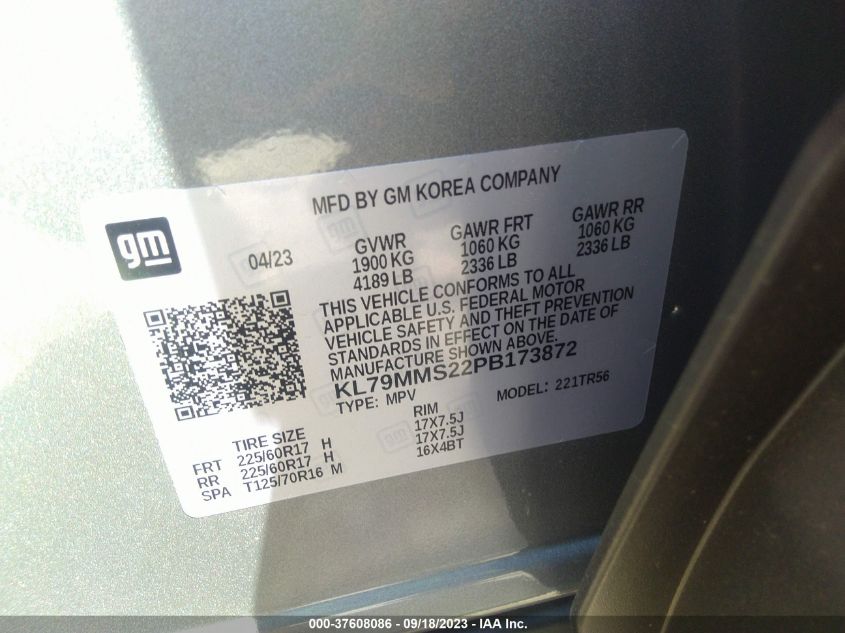 MFD BY GM KOREA COMPANY
gm
04/23
GVWR GAWR FRT GAWR RR
1900 KG 1060 KG 1060 KG
4189 LB 2336 LB 2336 LB
THIS VEHICLE CONFORMS TO ALL
APPLICABLE U.S. FEDERAL MOTOR
VEHICLE SAFETY AND THEFT PREVENTION
STANDARDS IN EFFECT ON THE DATE OF
MANUFACTURE SHOWN ABOVE.
KL79MMS22PB173872
TYPE: MPV MODEL: 221TR56
TIRE SIZE RIM
FRT 225/60R17 H 17X7.5J
RR 225/60R17 H 17X7.5J
SPA T125/70R16 M 16X4BT
000-37608086 - 09/18/2023 - IAA Inc.